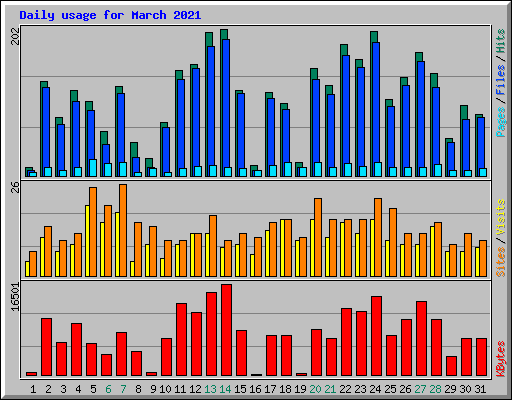 Daily usage for March 2021
202
Pages / Files / Hits
26
Sites / Visits
16501
KBytes
1 2 3 4 5 6 7 8 9 10 11 12 13 14 15 16 17 18 19 20 21 22 23 24 25 26 27 28 29 30 31